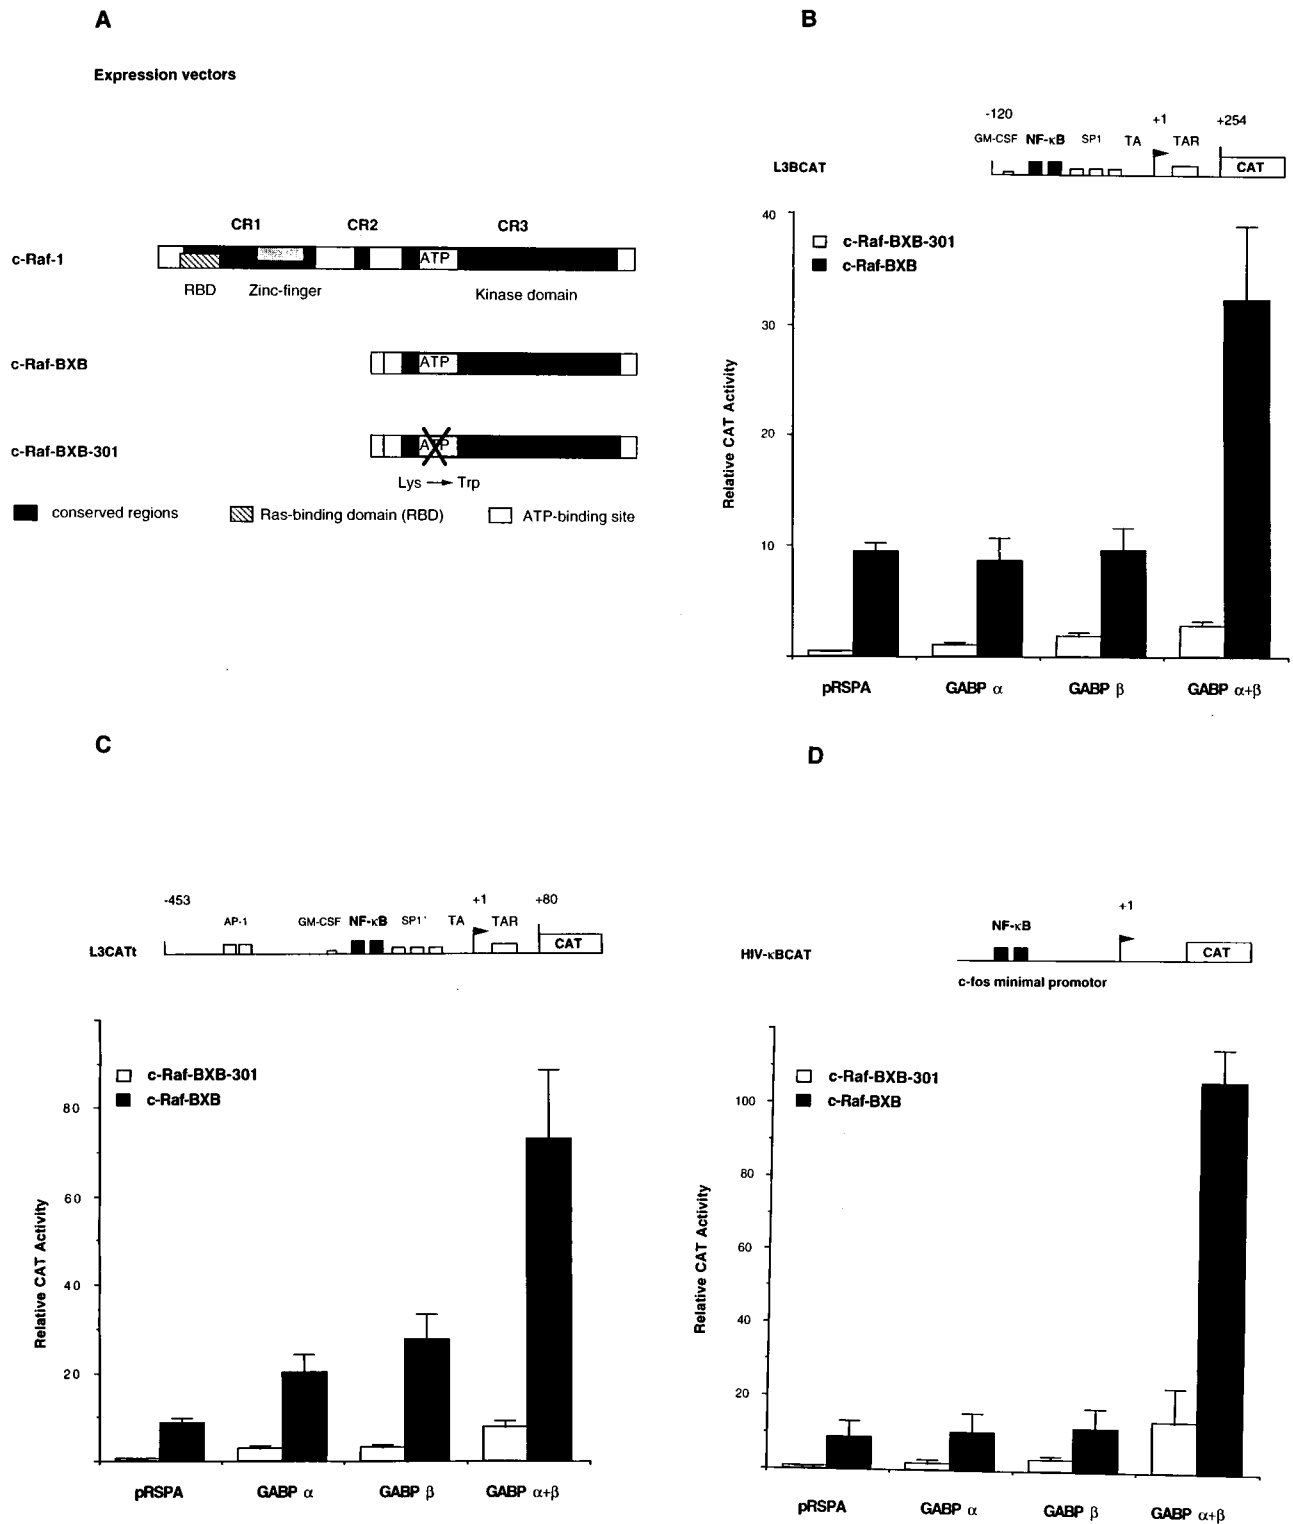 A
Expression vectors
CR1 CR2 CR3
c-Raf-1
ATP
RBD Zinc-finger Kinase domain
c-Raf-BXB
ATP
c-Raf-BXB-301
ATP
Lys → Trp
conserved regions Ras-binding domain (RBD) ATP-binding site
B
-120 +1 +254
GM-CSF NF-κB SP1 TA TAR
L3BCAT
CAT
40
30
20
10
Relative CAT Activity
c-Raf-BXB-301
c-Raf-BXB
pRSPA GABP α GABP β GABP α+β
C
-453 +1 +80
AP-1 GM-CSF NF-κB SP1' TA TAR
L3CATt
CAT
c-Raf-BXB-301
c-Raf-BXB
80
60
40
20
Relative CAT Activity
pRSPA GABP α GABP β GABP α+β
D
+1
NF-κB
HIV-κBCAT
CAT
c-fos minimal promotor
c-Raf-BXB-301
c-Raf-BXB
100
80
60
40
20
Relative CAT Activity
pRSPA GABP α GABP β GABP α+β